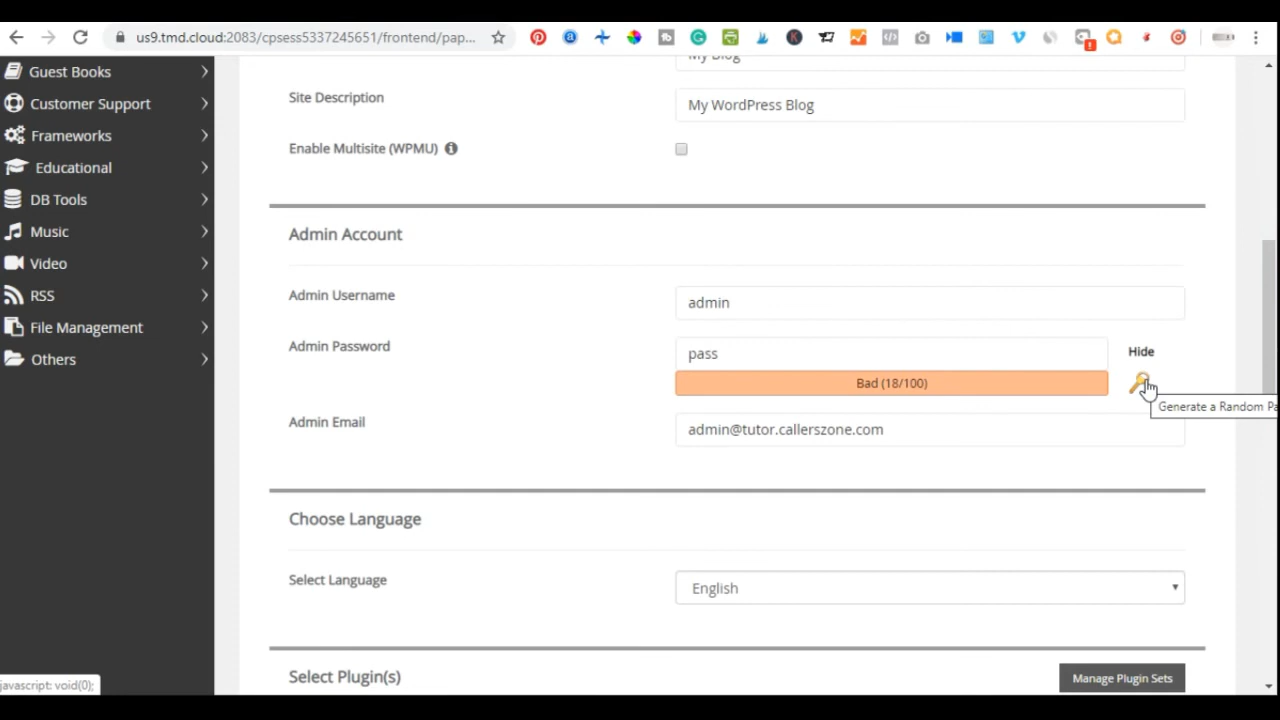 us9.tmd.cloud:2083/cpsess5337245651/frontend/pap...
Guest Books
Customer Support
Frameworks
Educational
DB Tools
Music
Video
RSS
File Management
Others
My Blog
Site Description
My WordPress Blog
Enable Multisite (WPMU)
Admin Account
Admin Username
admin
Admin Password
pass
Hide
Bad (18/100)
Generate a Random Pa
Admin Email
admin@tutor.callerszone.com
Choose Language
Select Language
English
Select Plugin(s)
Manage Plugin Sets
javascript: void(0);